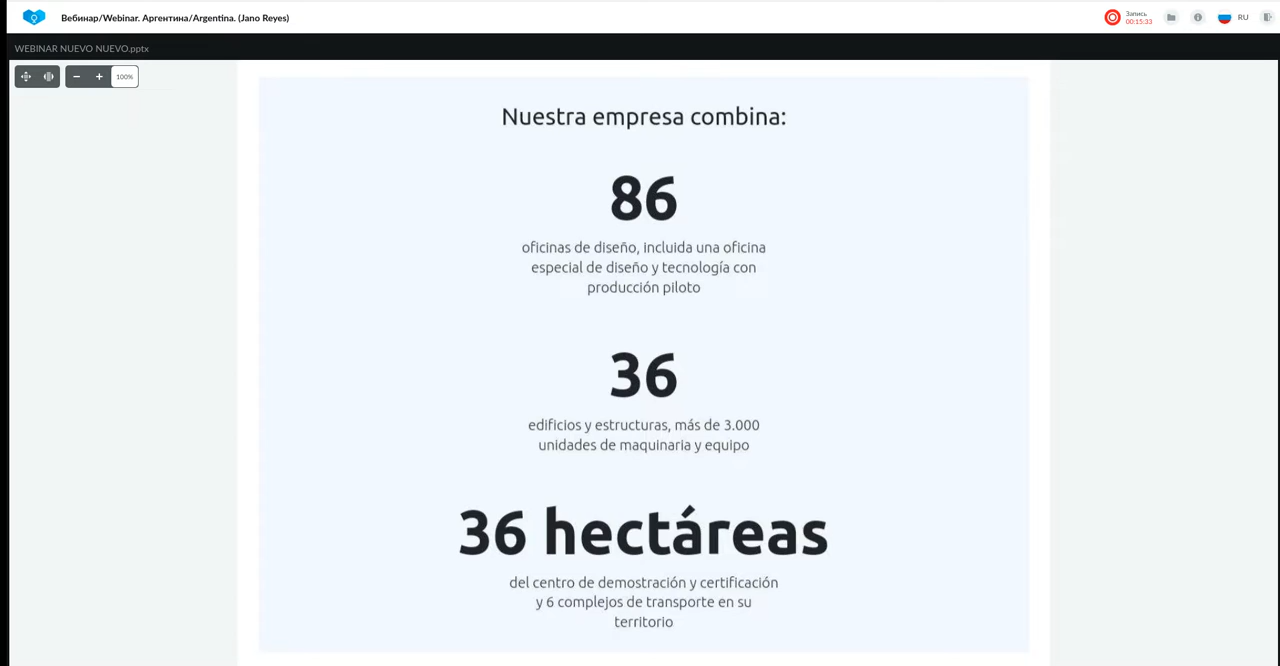 Вебинар/Webinar. Аргентина/Argentina. (Jano Reyes)
Запись
00:15:33
RU
WEBINAR NUEVO NUEVO.pptx
100%
Nuestra empresa combina:
86
oficinas de diseño, incluida una oficina
especial de diseño y tecnología con
producción piloto
36
edificios y estructuras, más de 3.000
unidades de maquinaria y equipo
36 hectáreas
del centro de demostración y certificación
y 6 complejos de transporte en su
territorio